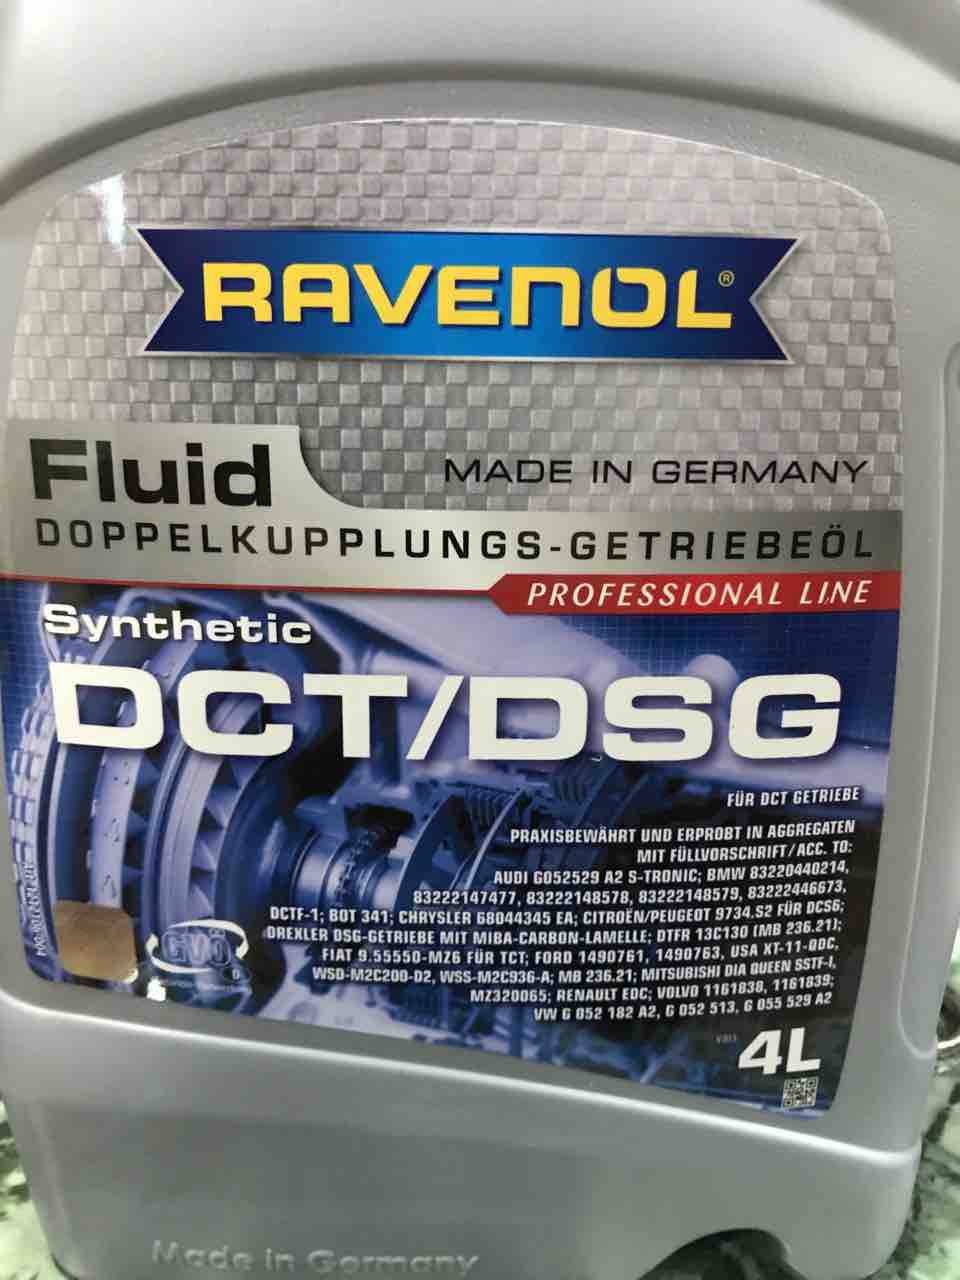 RAVENOL®
Fluid
MADE IN GERMANY
DOPPELKUPPLUNGS-GETRIEBEÖL
PROFESSIONAL LINE
Synthetic
DCT/DSG
FÜR DCT GETRIEBE
PRAXISBEWÄHRT UND ERPROBT IN AGGREGATEN
MIT FÜLLVORSCHRIFT/ACC. TO:
AUDI G052529 A2 S-TRONIC; BMW 83220440214,
83222147477, 83222148578, 83222148579, 83222446673,
DCTF-1; BOT 341; CHRYSLER 68044345 EA; CITROËN/PEUGEOT 9734.S2 FÜR DCS6;
DREXLER DSG-GETRIEBE MIT MIBA-CARBON-LAMELLE; DTFR 13C130 (MB 236.21);
FIAT 9.55550-MZ6 FÜR TCT; FORD 1490761, 1490763, USA XT-11-QDC,
WSD-M2C200-D2, WSS-M2C936-A; MB 236.21; MITSUBISHI DIA QUEEN SSTF-I,
MZ320065; RENAULT EDC; VOLVO 1161838, 1161839;
VW G 052 182 A2, G 052 513, G 055 529 A2
GVÖ
4L
Made in Germany